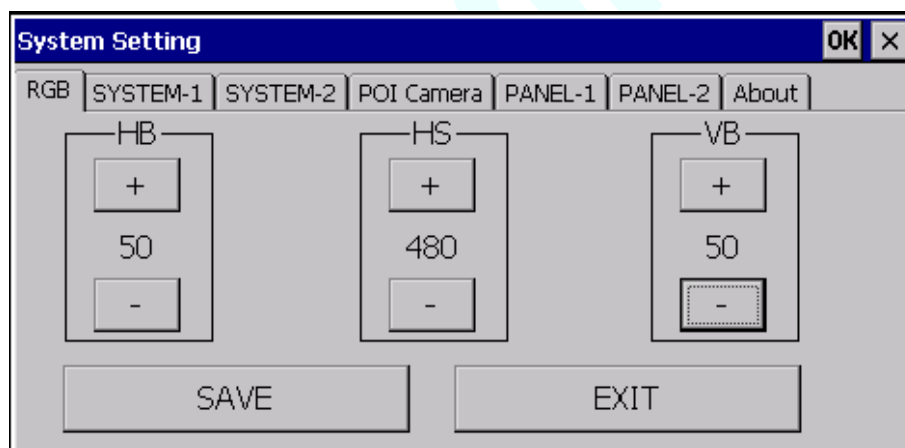 System Setting OK ×
RGB SYSTEM-1 SYSTEM-2 POI Camera PANEL-1 PANEL-2 About
HB HS VB
+ + +
50 480 50
- - -
SAVE EXIT